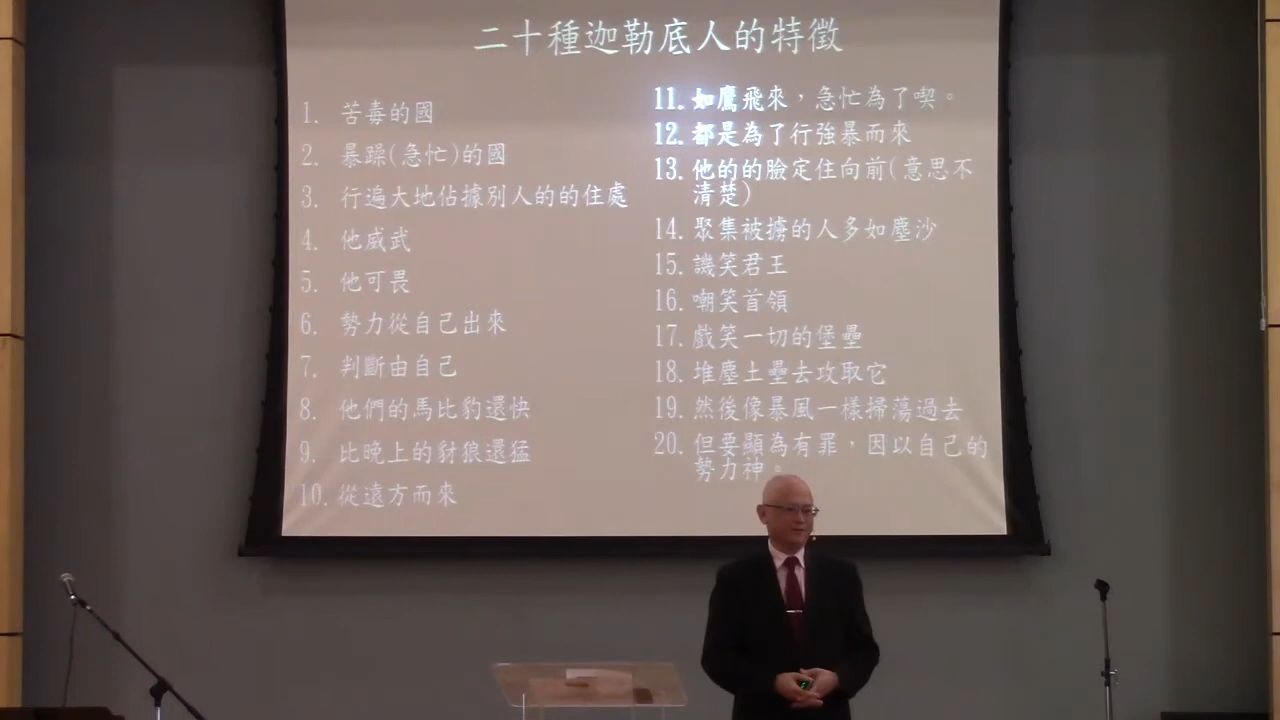 二十種迦勒底人的特徵
1. 苦毒的國
2. 暴躁(急忙)的國
3. 行遍大地佔據別人的的住處
4. 他威武
5. 他可畏
6. 勢力從自己出來
7. 判斷由自己
8. 他們的馬比豹還快
9. 比晚上的豺狼還猛
10. 從遠方而來
11. 如鷹飛來，急忙為了喫。
12. 都是為了行強暴而來
13. 他的的臉定住向前(意思不
清楚)
14. 聚集被擄的人多如塵沙
15. 譏笑君王
16. 嘲笑首領
17. 戲笑一切的堡壘
18. 堆塵土壘去攻取它
19. 然後像暴風一樣掃蕩過去
20. 但要顯為有罪，因以自己的
勢力神。